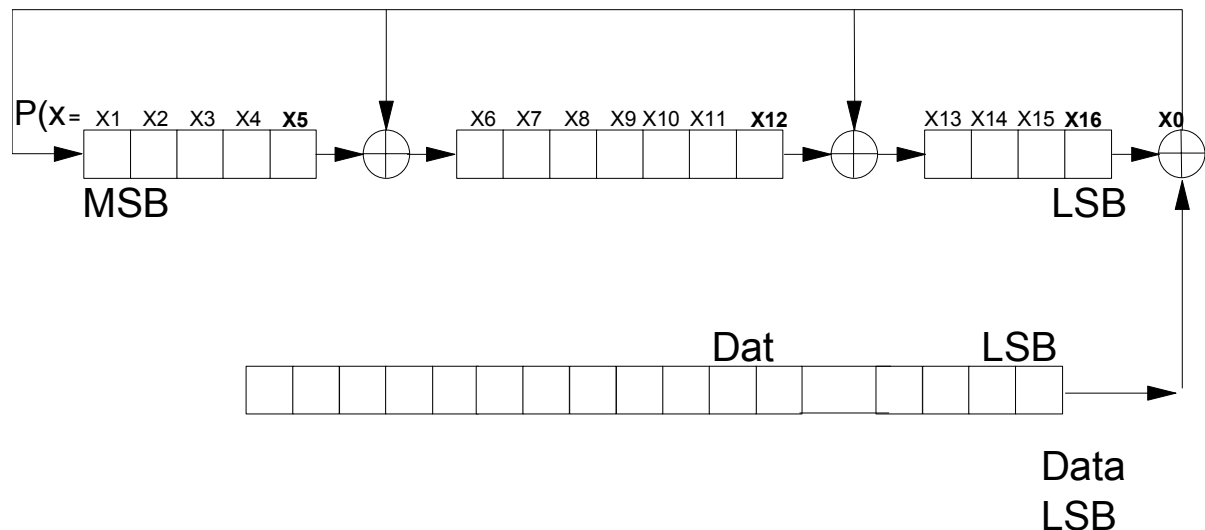 P(x= X1 X2 X3 X4 X5 X6 X7 X8 X9 X10 X11 X12 X13 X14 X15 X16 X0
MSB LSB
Dat LSB
Data
LSB